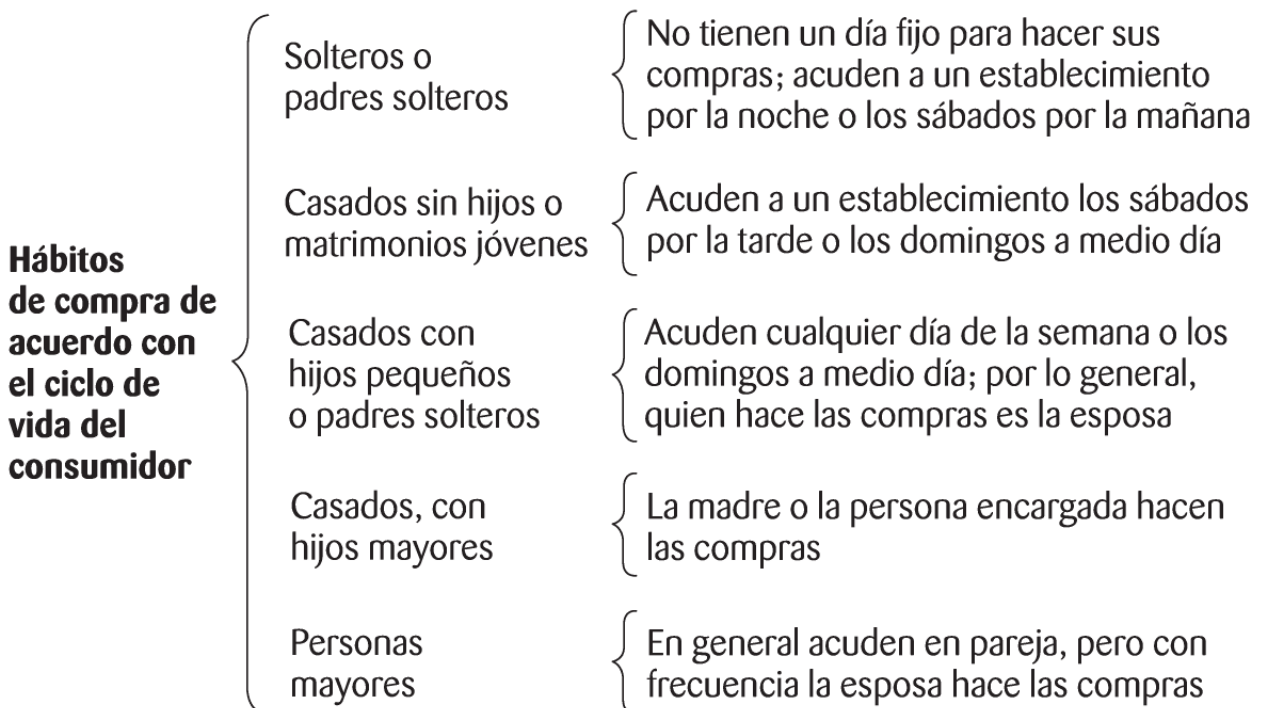 Hábitos
de compra de
acuerdo con
el ciclo de
vida del
consumidor
Solteros o
padres solteros
No tienen un día fijo para hacer sus
compras; acuden a un establecimiento
por la noche o los sábados por la mañana
Casados sin hijos o
matrimonios jóvenes
Acuden a un establecimiento los sábados
por la tarde o los domingos a medio día
Casados con
hijos pequeños
o padres solteros
Acuden cualquier día de la semana o los
domingos a medio día; por lo general,
quien hace las compras es la esposa
Casados, con
hijos mayores
La madre o la persona encargada hacen
las compras
Personas
mayores
En general acuden en pareja, pero con
frecuencia la esposa hace las compras